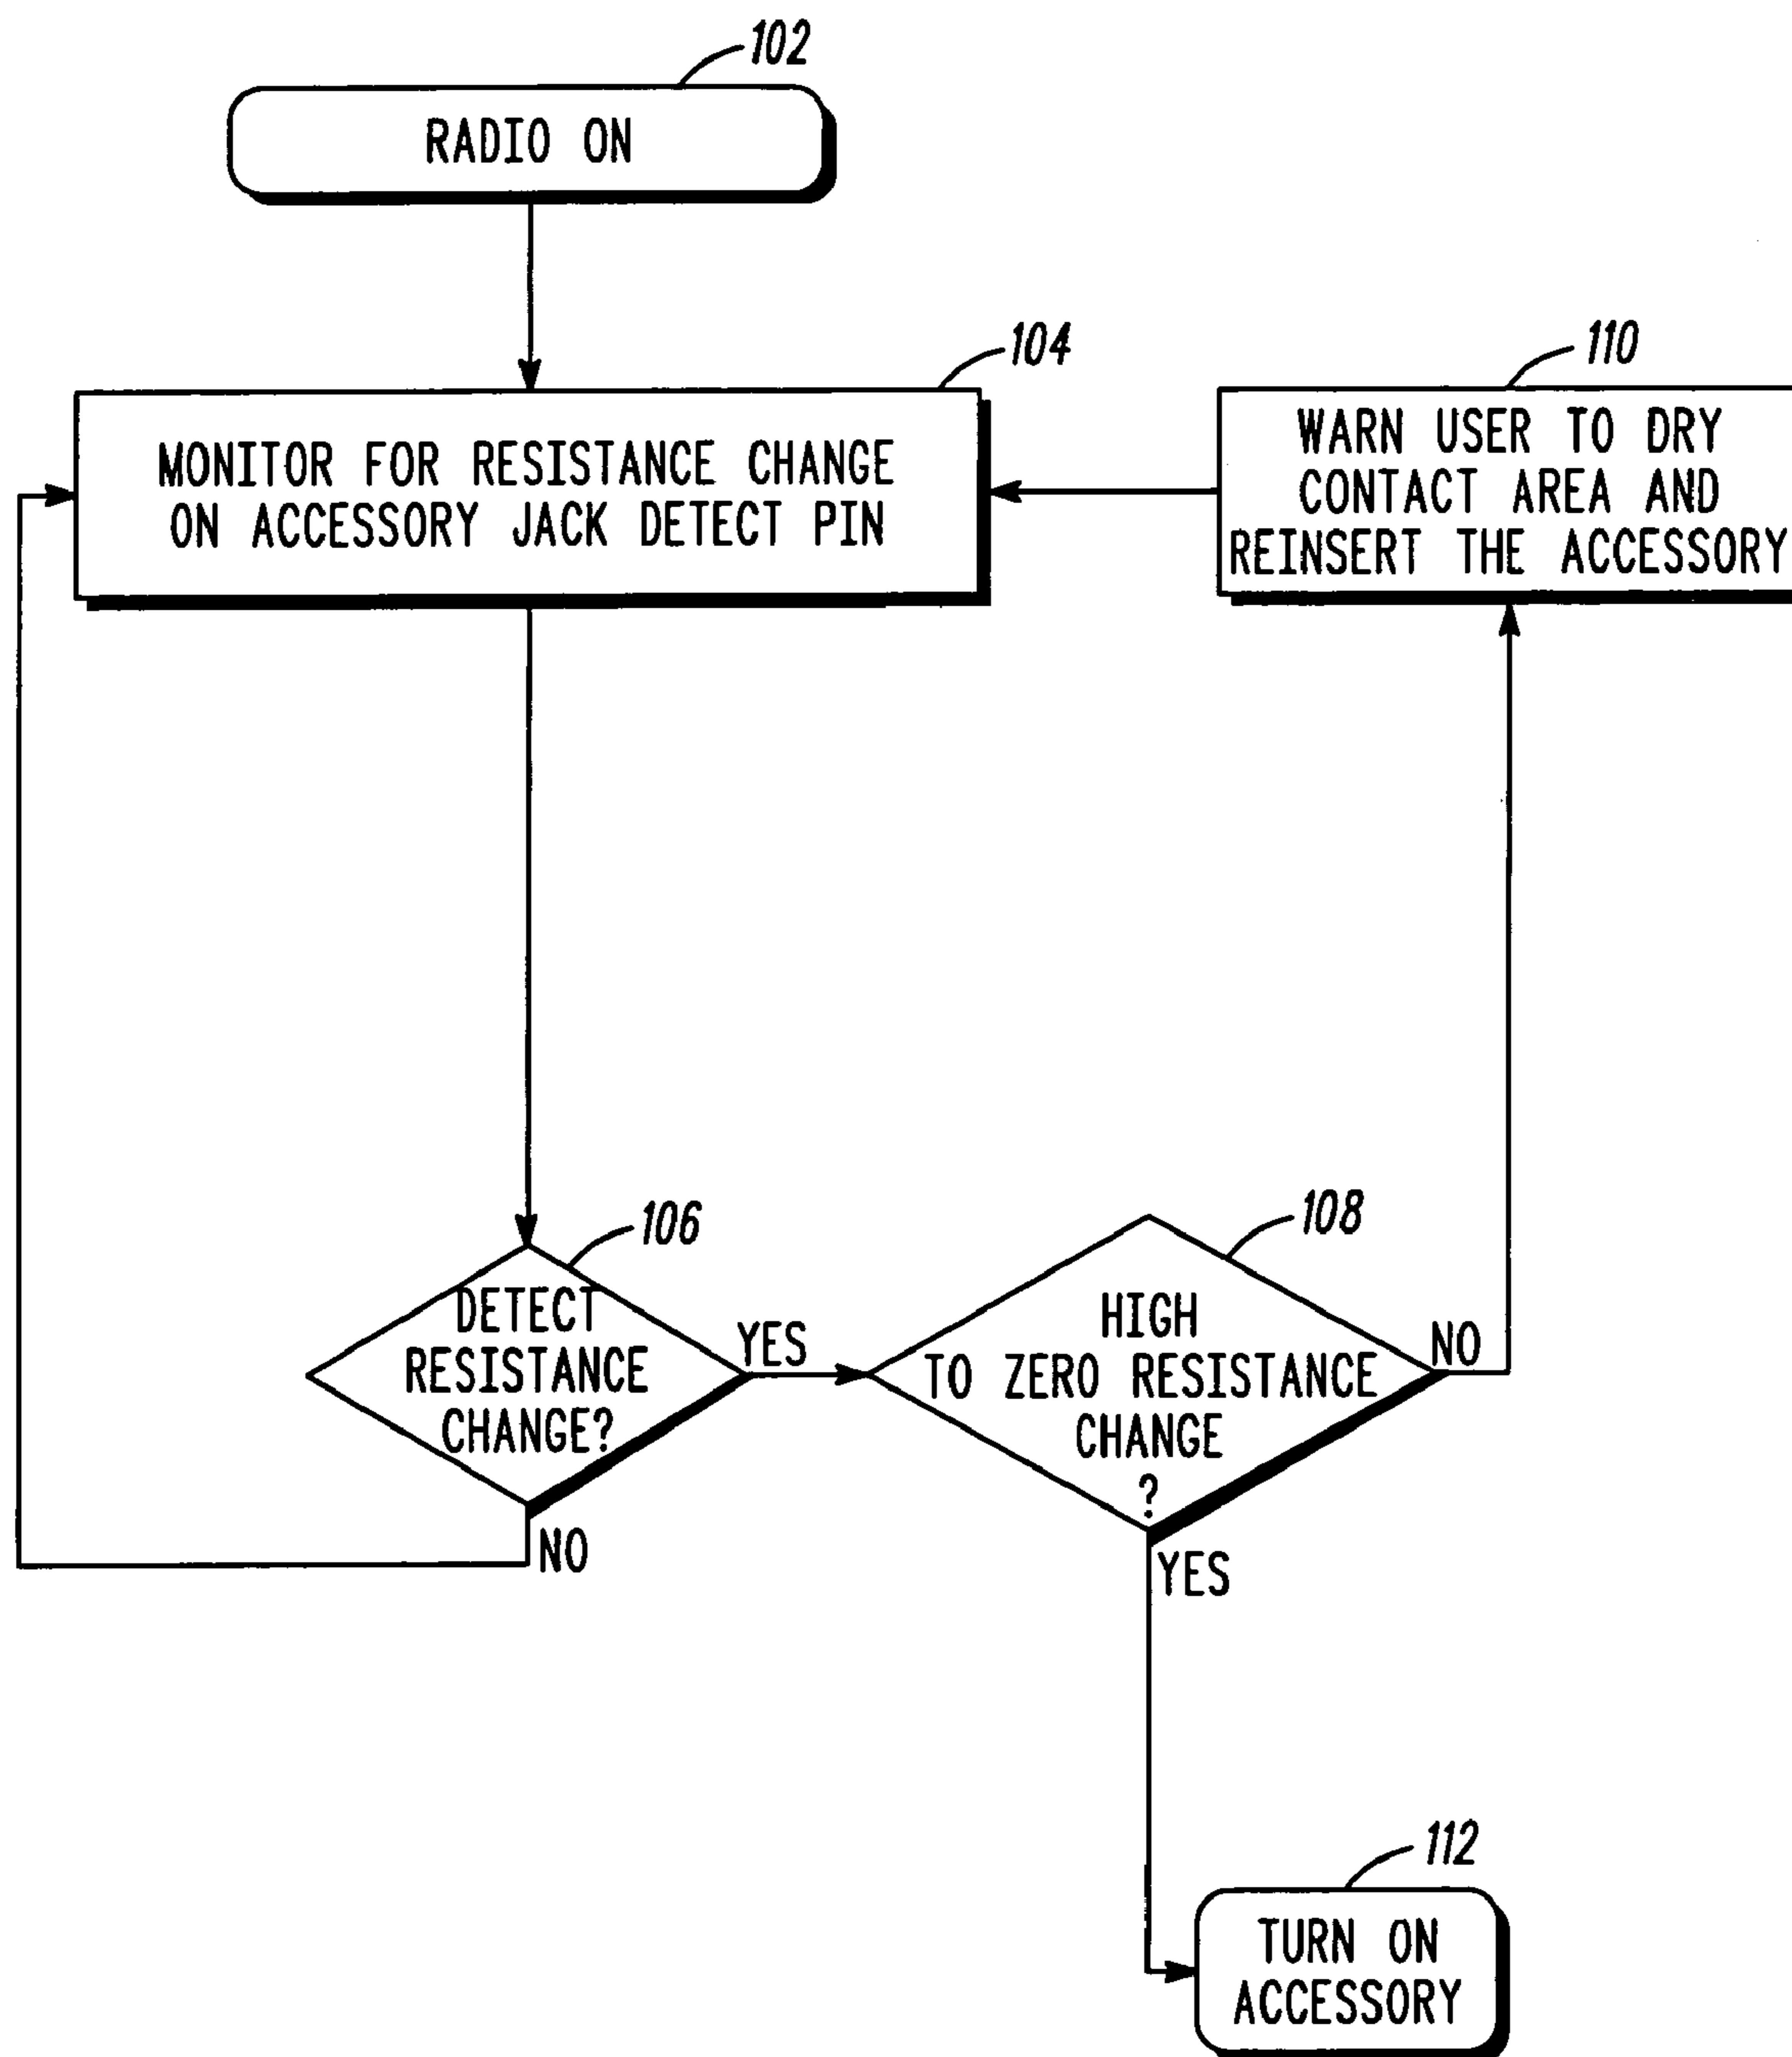 102
RADIO ON
104
MONITOR FOR RESISTANCE CHANGE
ON ACCESSORY JACK DETECT PIN
110
WARN USER TO DRY
CONTACT AREA AND
REINSERT THE ACCESSORY
106
DETECT
RESISTANCE
CHANGE?
YES
NO
108
HIGH
TO ZERO RESISTANCE
CHANGE
?
NO
YES
112
TURN ON
ACCESSORY